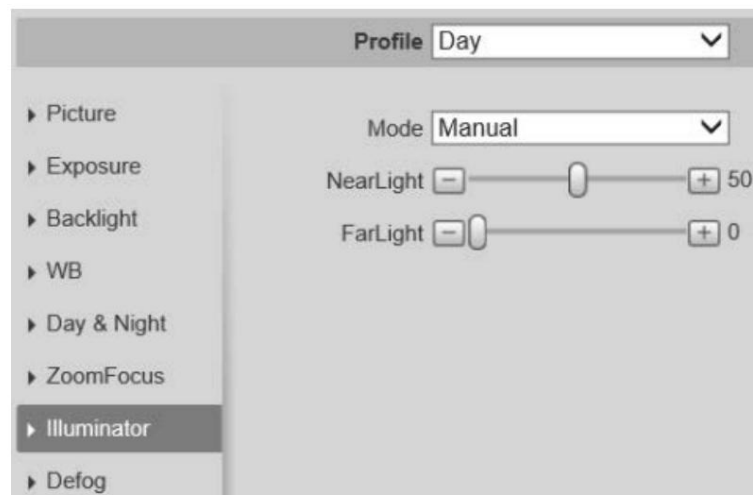 Profile Day
Picture
Mode Manual
Exposure
NearLight 50
Backlight
FarLight 0
WB
Day & Night
ZoomFocus
Illuminator
Defog